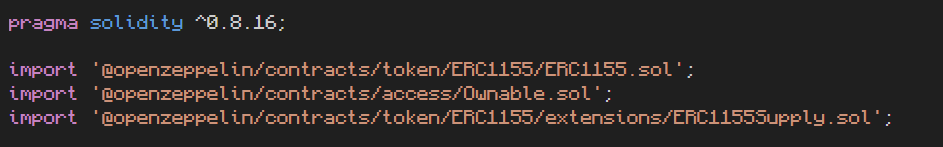 pragma solidity ^0.8.16;
import '@openzeppelin/contracts/token/ERC1155/ERC1155.sol';
import '@openzeppelin/contracts/access/Ownable.sol';
import '@openzeppelin/contracts/token/ERC1155/extensions/ERC1155Supply.sol';